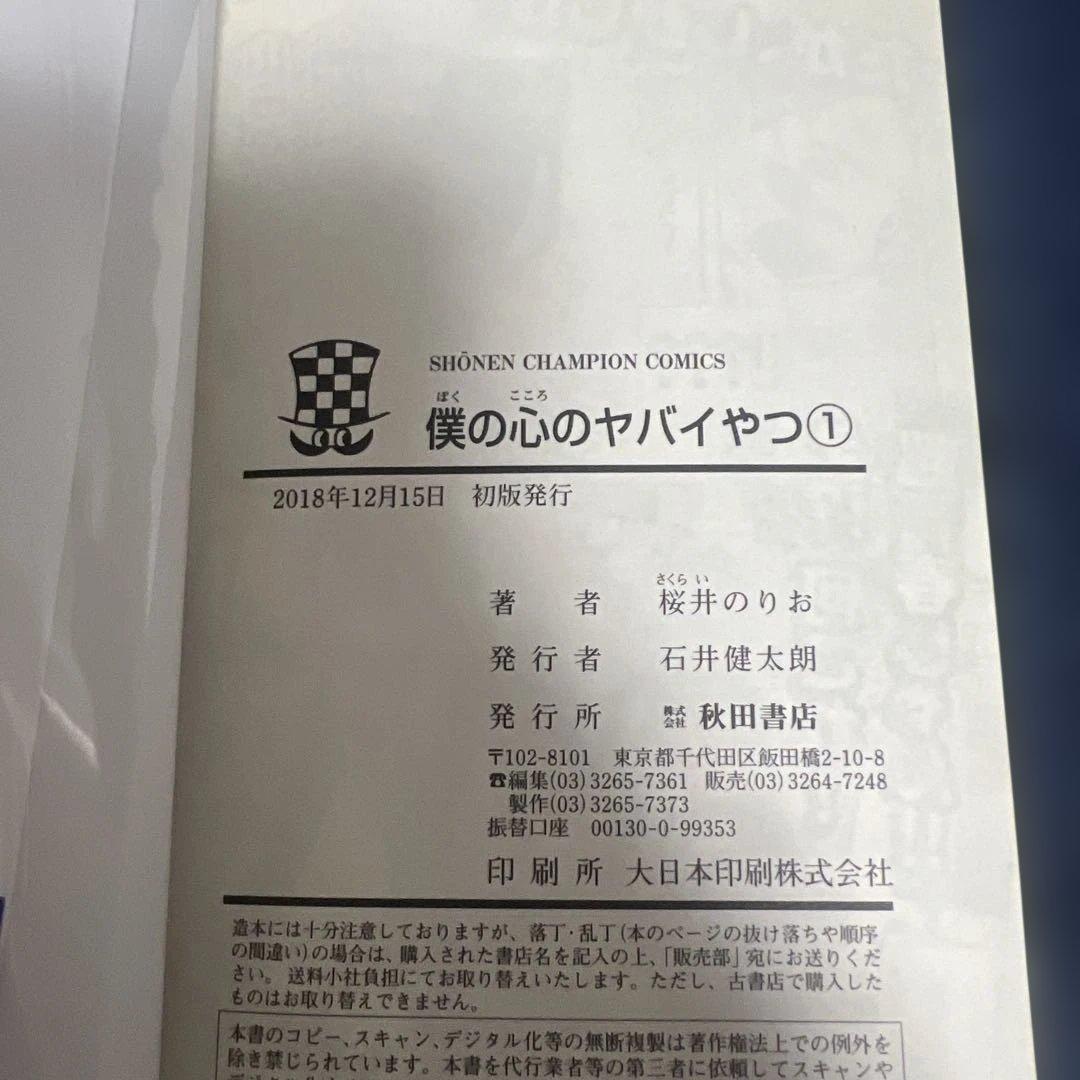 SHŌNEN CHAMPION COMICS
ぼく こころ
僕の心のヤバイやつ①
2018年12月15日 初版発行
さくら い
著者 桜井のりお
発行者 石井健太朗
発行所 株式会社 秋田書店
〒102-8101 東京都千代田区飯田橋2-10-8
☎編集(03)3265-7361 販売(03)3264-7248
製作(03)3265-7373
振替口座 00130-0-99353
印刷所 大日本印刷株式会社
造本には十分注意しておりますが、落丁・乱丁(本のページの抜け落ちや順序
の間違い)の場合は、購入された書店名を記入の上、「販売部」宛にお送りくだ
さい。送料小社負担にてお取り替えいたします。ただし、古書店で購入した
ものはお取り替えできません。
本書のコピー、スキャン、デジタル化等の無断複製は著作権法上での例外を
除き禁じられています。本書を代行業者等の第三者に依頼してスキャンや